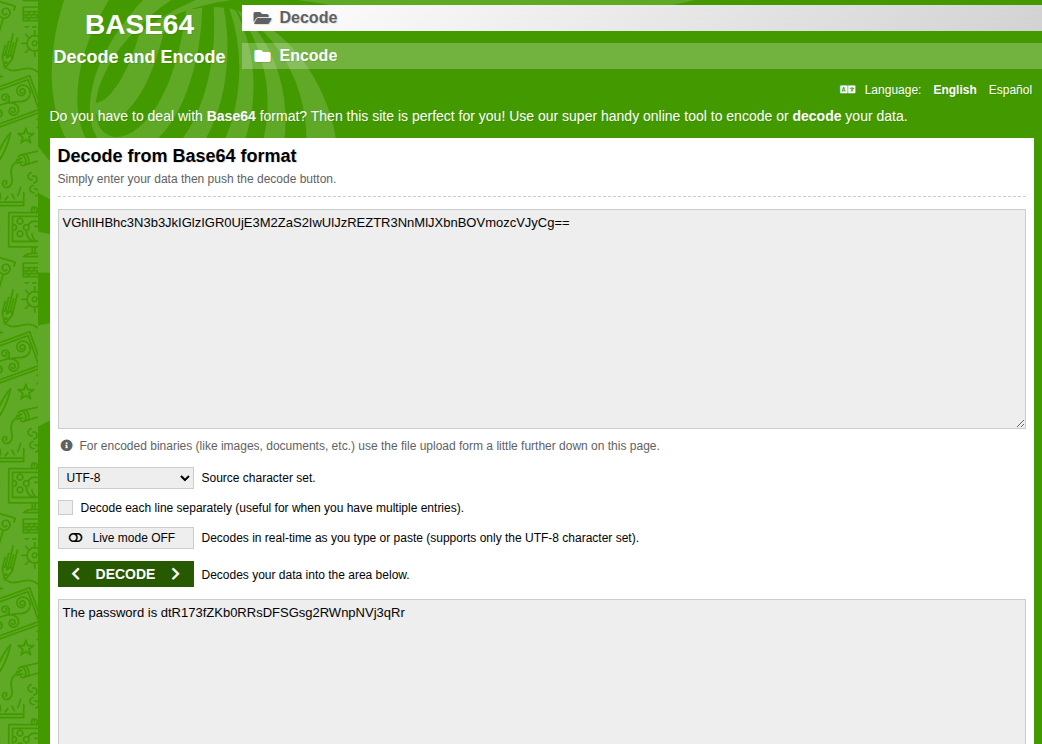 BASE64
Decode and Encode
Decode
Encode
Language: English Español
Do you have to deal with Base64 format? Then this site is perfect for you! Use our super handy online tool to encode or decode your data.
Decode from Base64 format
Simply enter your data then push the decode button.
VGhlIHBhc3N3b3JkIGlzIGR0UjE3M2ZaS2IwUlJzREZTR3NnMlJXbnBOVmozcVJyCg==
For encoded binaries (like images, documents, etc.) use the file upload form a little further down on this page.
UTF-8 Source character set.
Decode each line separately (useful for when you have multiple entries).
Live mode OFF Decodes in real-time as you type or paste (supports only the UTF-8 character set).
DECODE Decodes your data into the area below.
The password is dtR173fZKb0RRsDFSGsg2RWnpNVj3qRr